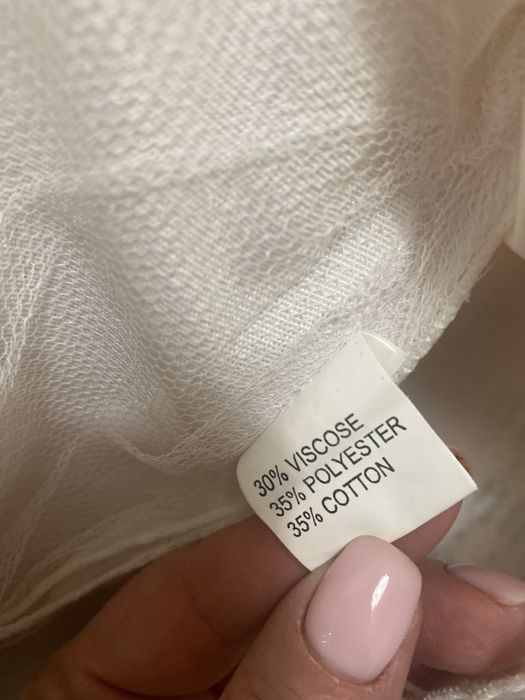 30% VISCOSE
35% POLYESTER
35% COTTON